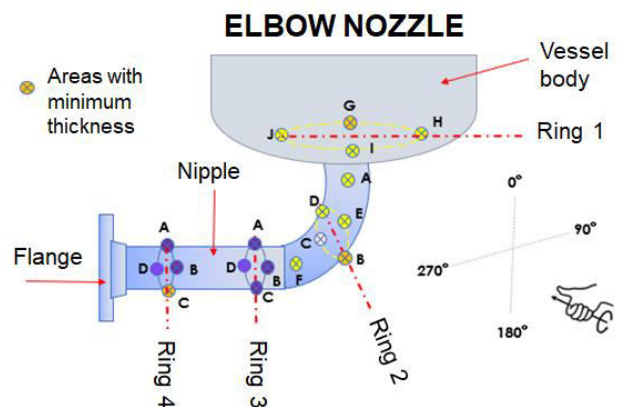 ELBOW NOZZLE
Areas with
minimum
thickness
Vessel
body
G
J
H
I
Ring 1
Nipple
A
0°
D
E
90°
A
A
C
Flange
D
B
D
B
F
B
270°
C
C
180°
Ring 4
Ring 3
Ring 2